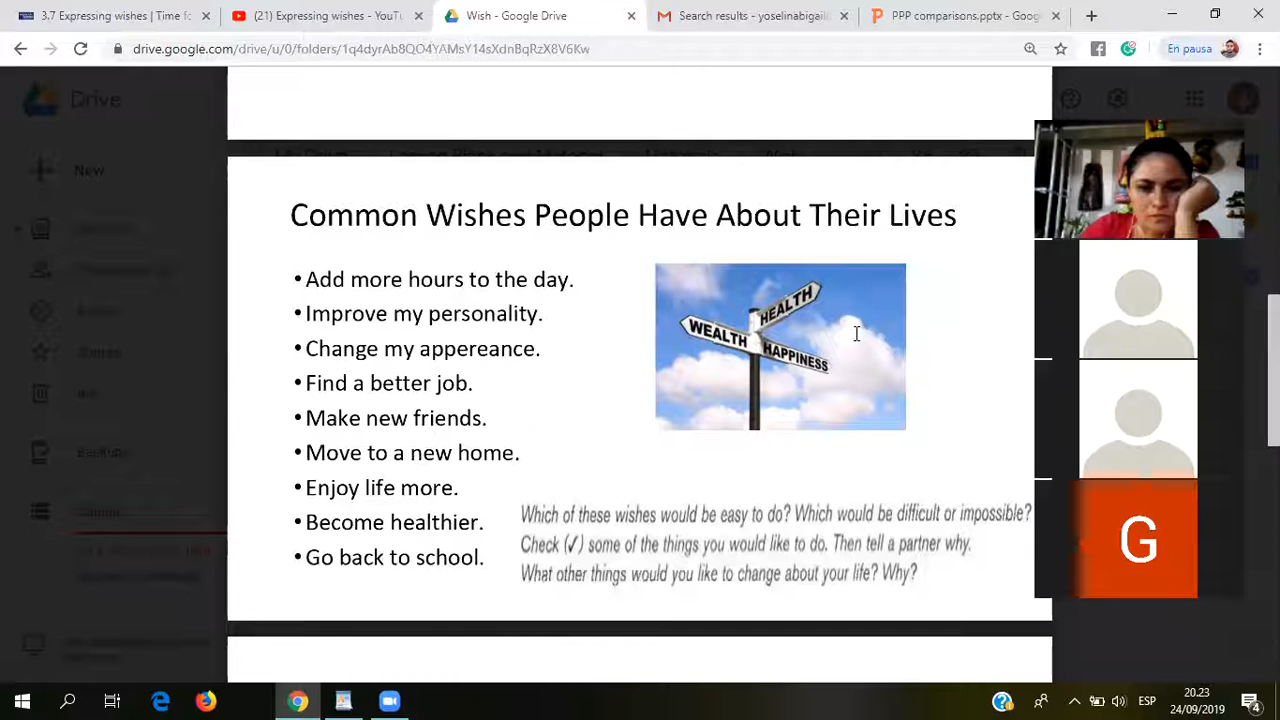 3.7 Expressing wishes | Time f
(21) Expressing wishes - YouTub
Wish - Google Drive
Search results - yoselinabigail
PPP comparisons.pptx - Goog
drive.google.com/drive/u/0/folders/1q4dyrAb8QO4YAMsY14sXdnBqRzX8V6Kw
En pausa
Drive
New
Common Wishes People Have About Their Lives
• Add more hours to the day.
• Improve my personality.
• Change my appereance.
• Find a better job.
• Make new friends.
• Move to a new home.
• Enjoy life more.
• Become healthier.
• Go back to school.
HEALTH
WEALTH
HAPPINESS
Which of these wishes would be easy to do? Which would be difficult or impossible?
Check (✓) some of the things you would like to do. Then tell a partner why.
What other things would you like to change about your life? Why?
G
ESP
20.23
24/09/2019
4